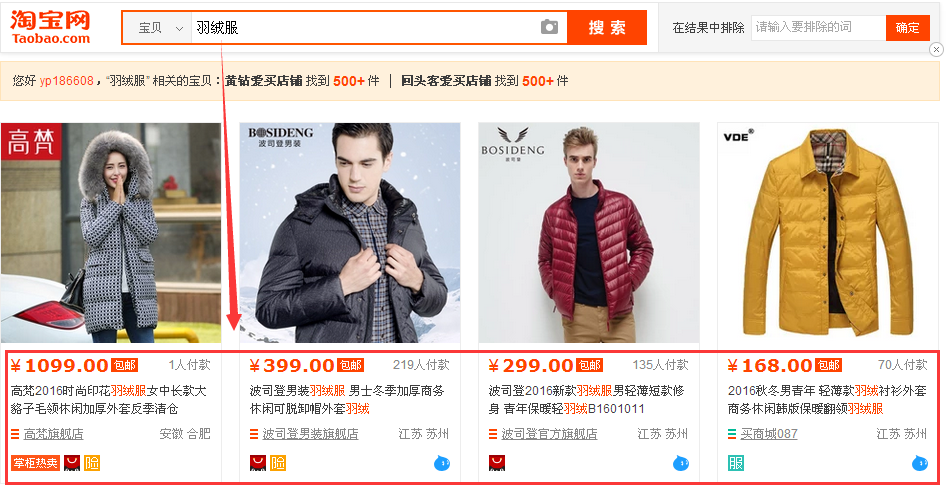 淘宝网
Taobao.com
宝贝
羽绒服
搜索
在结果中排除
请输入要排除的词
确定
您好 yp186608，“羽绒服” 相关的宝贝：黄钻爱买店铺 找到 500+ 件 | 回头客爱买店铺 找到 500+ 件
高梵
BOSIDENG
波司登男装
BOSIDENG
波司登
VDE®
¥1099.00 包邮 1人付款
高梵2016时尚印花羽绒服女中长款大
貉子毛领休闲加厚外套反季清仓
高梵旗舰店 安徽 合肥
掌柜热卖 险
¥399.00 包邮 219人付款
波司登男装羽绒服 男士冬季加厚商务
休闲可脱卸帽外套羽绒
波司登男装旗舰店 江苏 苏州
险
¥299.00 包邮 135人付款
波司登2016新款羽绒服男轻薄短款修
身 青年保暖轻羽绒B1601011
波司登官方旗舰店 江苏 苏州
¥168.00 包邮 70人付款
2016秋冬男青年 轻薄款羽绒衬衫外套
商务休闲韩版保暖翻领羽绒服
买商城087 江苏 苏州
服